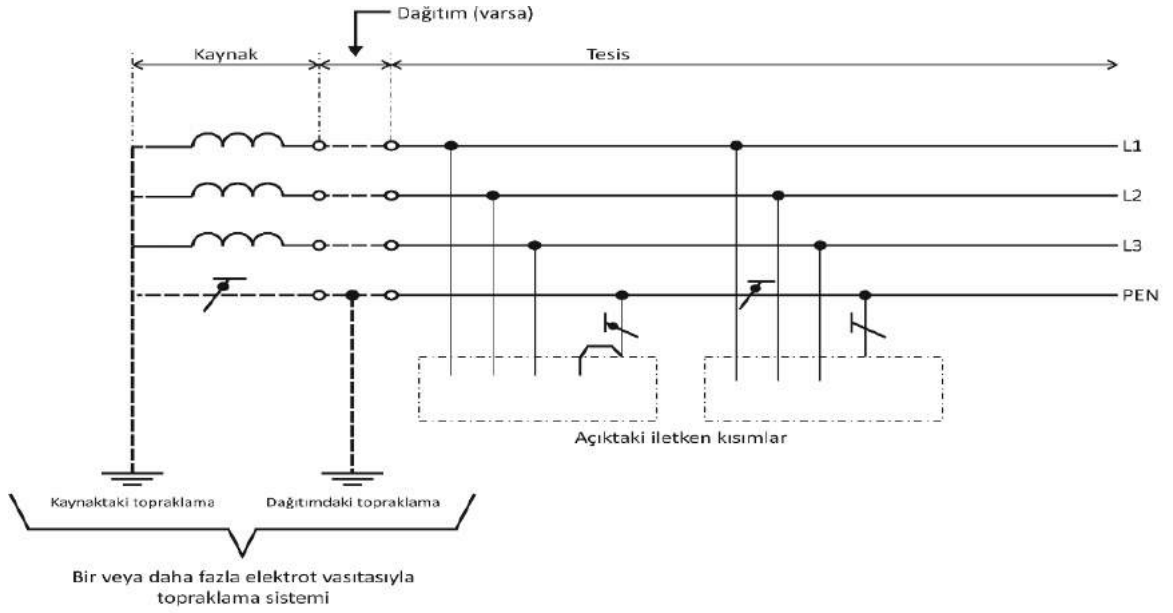 Dağıtım (varsa)
Kaynak
Tesis
L1
L2
L3
PEN
Açıktaki iletken kısımlar
Kaynaktaki topraklama
Dağıtımdaki topraklama
Bir veya daha fazla elektrot vasıtasıyla
topraklama sistemi